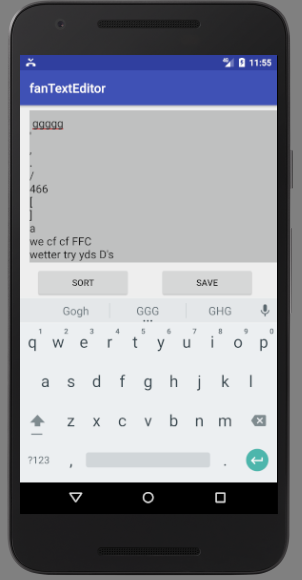 11:55
fanTextEditor
ggggg
'
,
.
/
466
[
]
a
we cf cf FFC
wetter try yds D's
SORT SAVE
Gogh GGG GHG
1 2 3 4 5 6 7 8 9 0
q w e r t y u i o p
a s d f g h j k l
z x c v b n m
?123 , .